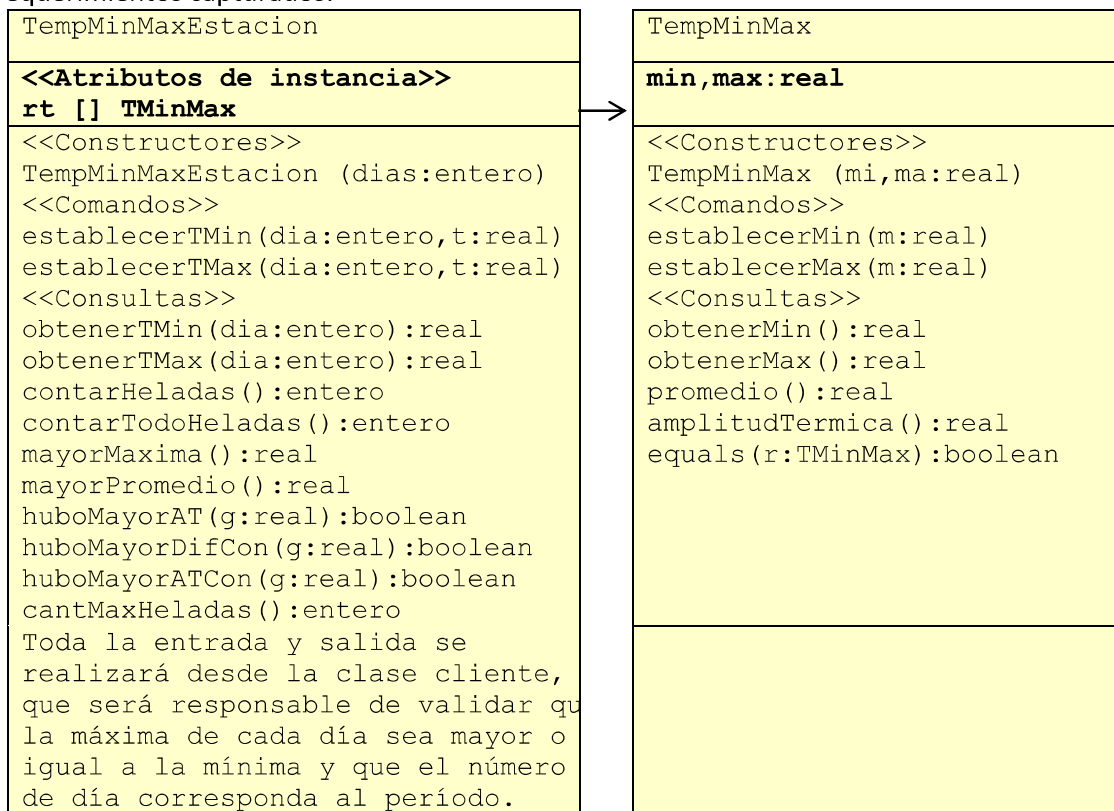 equerimientos capturados.
TempMinMaxEstacion
<<Atributos de instancia>>
rt [] TMinMax
<<Constructores>>
TempMinMaxEstacion (dias:entero)
<<Comandos>>
establecerTMin(dia:entero,t:real)
establecerTMax(dia:entero,t:real)
<<Consultas>>
obtenerTMin(dia:entero):real
obtenerTMax(dia:entero):real
contarHeladas():entero
contarTodoHeladas():entero
mayorMaxima():real
mayorPromedio():real
huboMayorAT(g:real):boolean
huboMayorDifCon(g:real):boolean
huboMayorATCon(g:real):boolean
cantMaxHeladas():entero
Toda la entrada y salida se
realizará desde la clase cliente,
que será responsable de validar qu
la máxima de cada día sea mayor o
igual a la mínima y que el número
de día corresponda al período.
TempMinMax
min,max:real
<<Constructores>>
TempMinMax (mi,ma:real)
<<Comandos>>
establecerMin(m:real)
establecerMax(m:real)
<<Consultas>>
obtenerMin():real
obtenerMax():real
promedio():real
amplitudTermica():real
equals(r:TMinMax):boolean